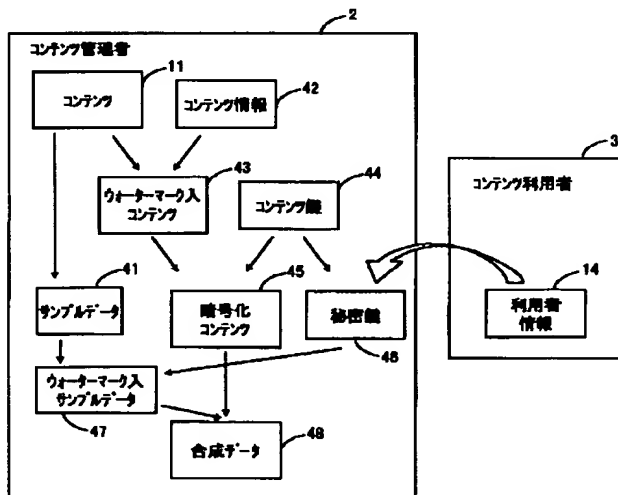 2
コンテンツ管理者
11
42
コンテンツ
コンテンツ情報
3
43
44
コンテンツ利用者
ウォーターマーク入
コンテンツ
コンテンツ鍵
14
41
45
利用者
情報
サンプルデータ
暗号化
コンテンツ
秘密鍵
46
ウォーターマーク入
サンプルデータ
47
48
合成データ